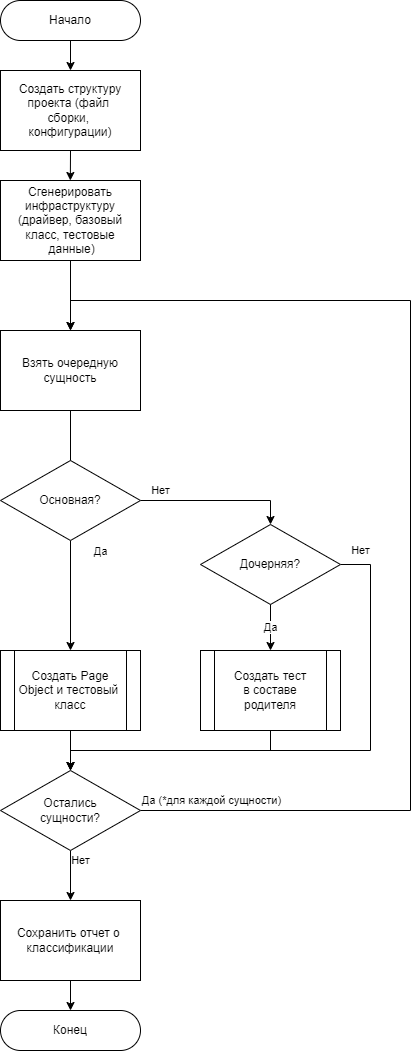 Начало
Создать структуру
проекта (файл
сборки,
конфигурации)
Сгенерировать
инфраструктуру
(драйвер, базовый
класс, тестовые
данные)
Взять очередную
сущность
Основная?
Нет
Да
Дочерняя?
Нет
Да
Создать Page
Object и тестовый
класс
Создать тест
в составе
родителя
Остались
сущности?
Да (*для каждой сущности)
Нет
Сохранить отчет о
классификации
Конец